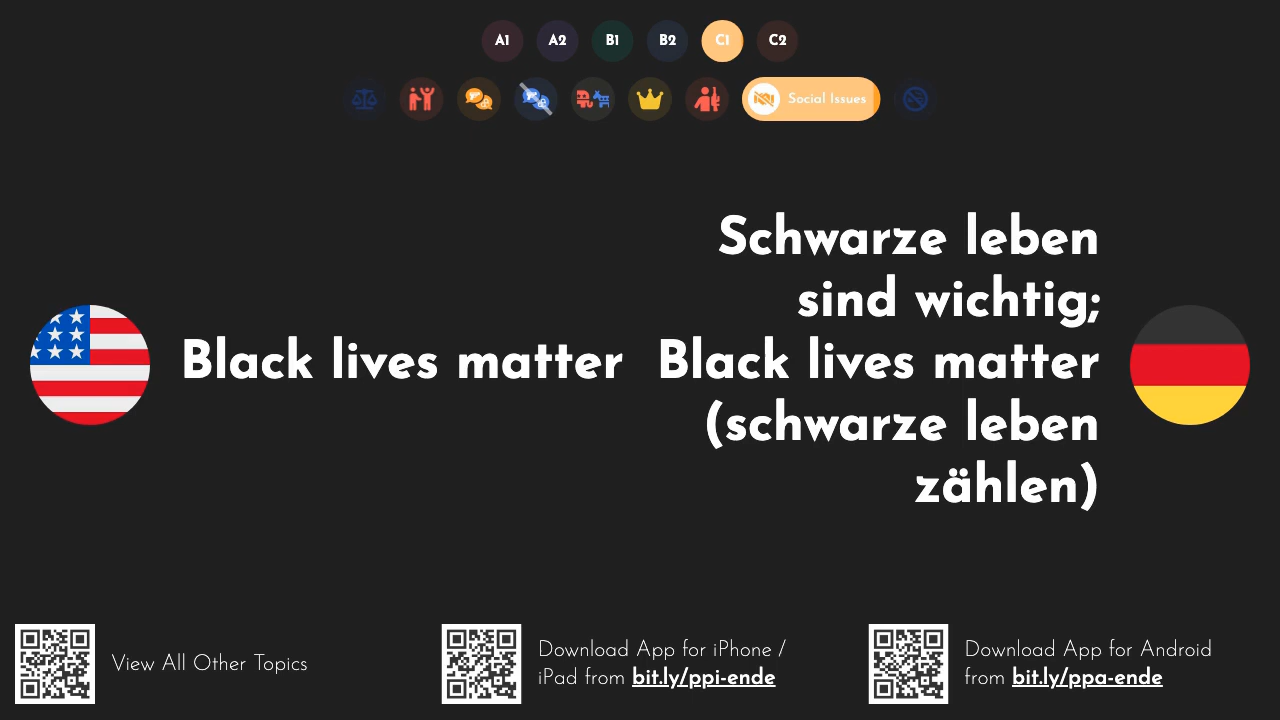 A1 A2 B1 B2 C1 C2
Social Issues
Black lives matter
Schwarze leben
sind wichtig;
Black lives matter
(schwarze leben
zählen)
View All Other Topics
Download App for iPhone /
iPad from bit.ly/ppi-ende
Download App for Android
from bit.ly/ppa-ende